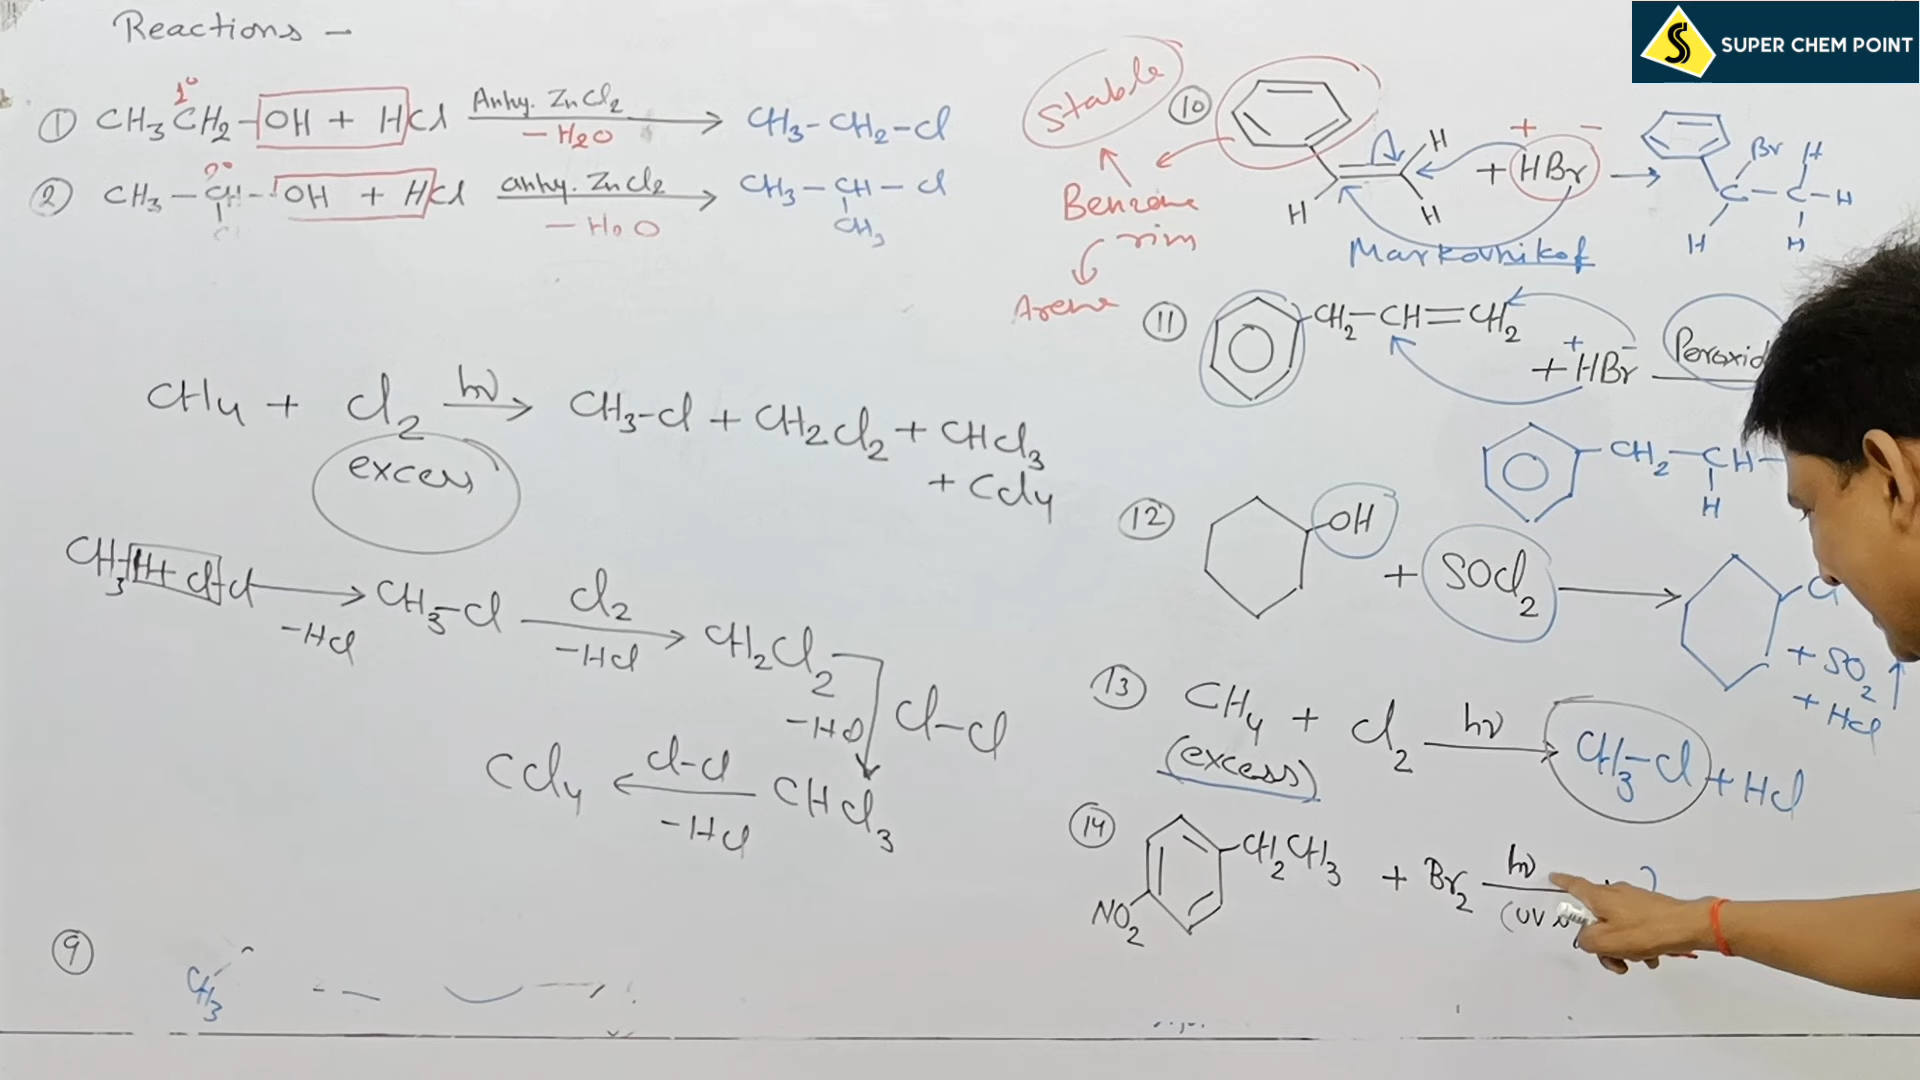 Reactions —
① 1° CH₃CH₂-OH + HCl Anhy. ZnCl₂ → CH₃-CH₂-Cl
-H₂O
② CH₃-CH-OH + HCl anhy. ZnCl₂ → CH₃-CH-Cl
-H₂O
CH₃
CH₄ + Cl₂ hν → CH₃-Cl + CH₂Cl₂ + CHCl₃
excess
+ CCl₄
CH₃-H + Cl-Cl → CH₃-Cl Cl₂ → CH₂Cl₂
-HCl -HCl
-HCl Cl-Cl
CCl₄ ← Cl-Cl CHCl₃
-HCl
⑨
CH₃
Stable
⑩ H H H + HBr → Br H C-C-H H H
+ −
Benzene
ring
Arene
Markovnikof
⑪ CH₂-CH=CH₂
+ −
+ HBr
CH₂-CH-
H
⑫ OH + SOCl₂ →
+ SO₂ ↑
+ HCl
⑬ CH₄ + Cl₂ hν → CH₃-Cl + HCl
(excess)
⑭ CH₂CH₃ + Br₂ hν
NO₂
(UV
SUPER CHEM POINT